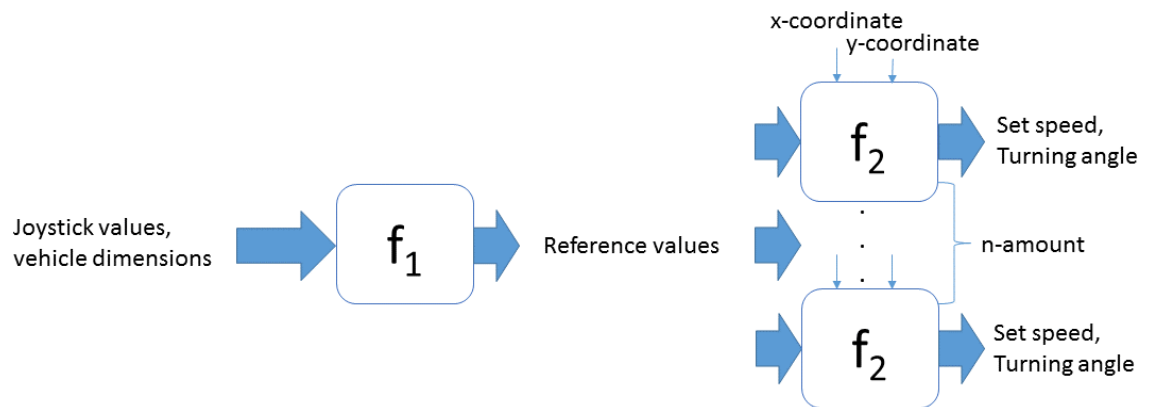 x-coordinate
y-coordinate
f₂
Set speed,
Turning angle
Joystick values,
vehicle dimensions
f₁
Reference values
.
.
.
n-amount
f₂
Set speed,
Turning angle